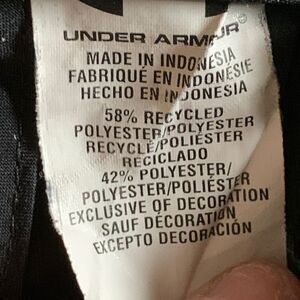 UNDER ARMOUR
MADE IN INDONESIA
FABRIQUÉ EN INDONÉSIE
HECHO EN INDONESIA
58% RECYCLED
POLYESTER/POLYESTER
RECYCLÉ/POLIÉSTER
RECICLADO
42% POLYESTER/
POLYESTER/POLIÉSTER
EXCLUSIVE OF DECORATION
SAUF DÉCORATION
EXCEPTO DECORACIÓN